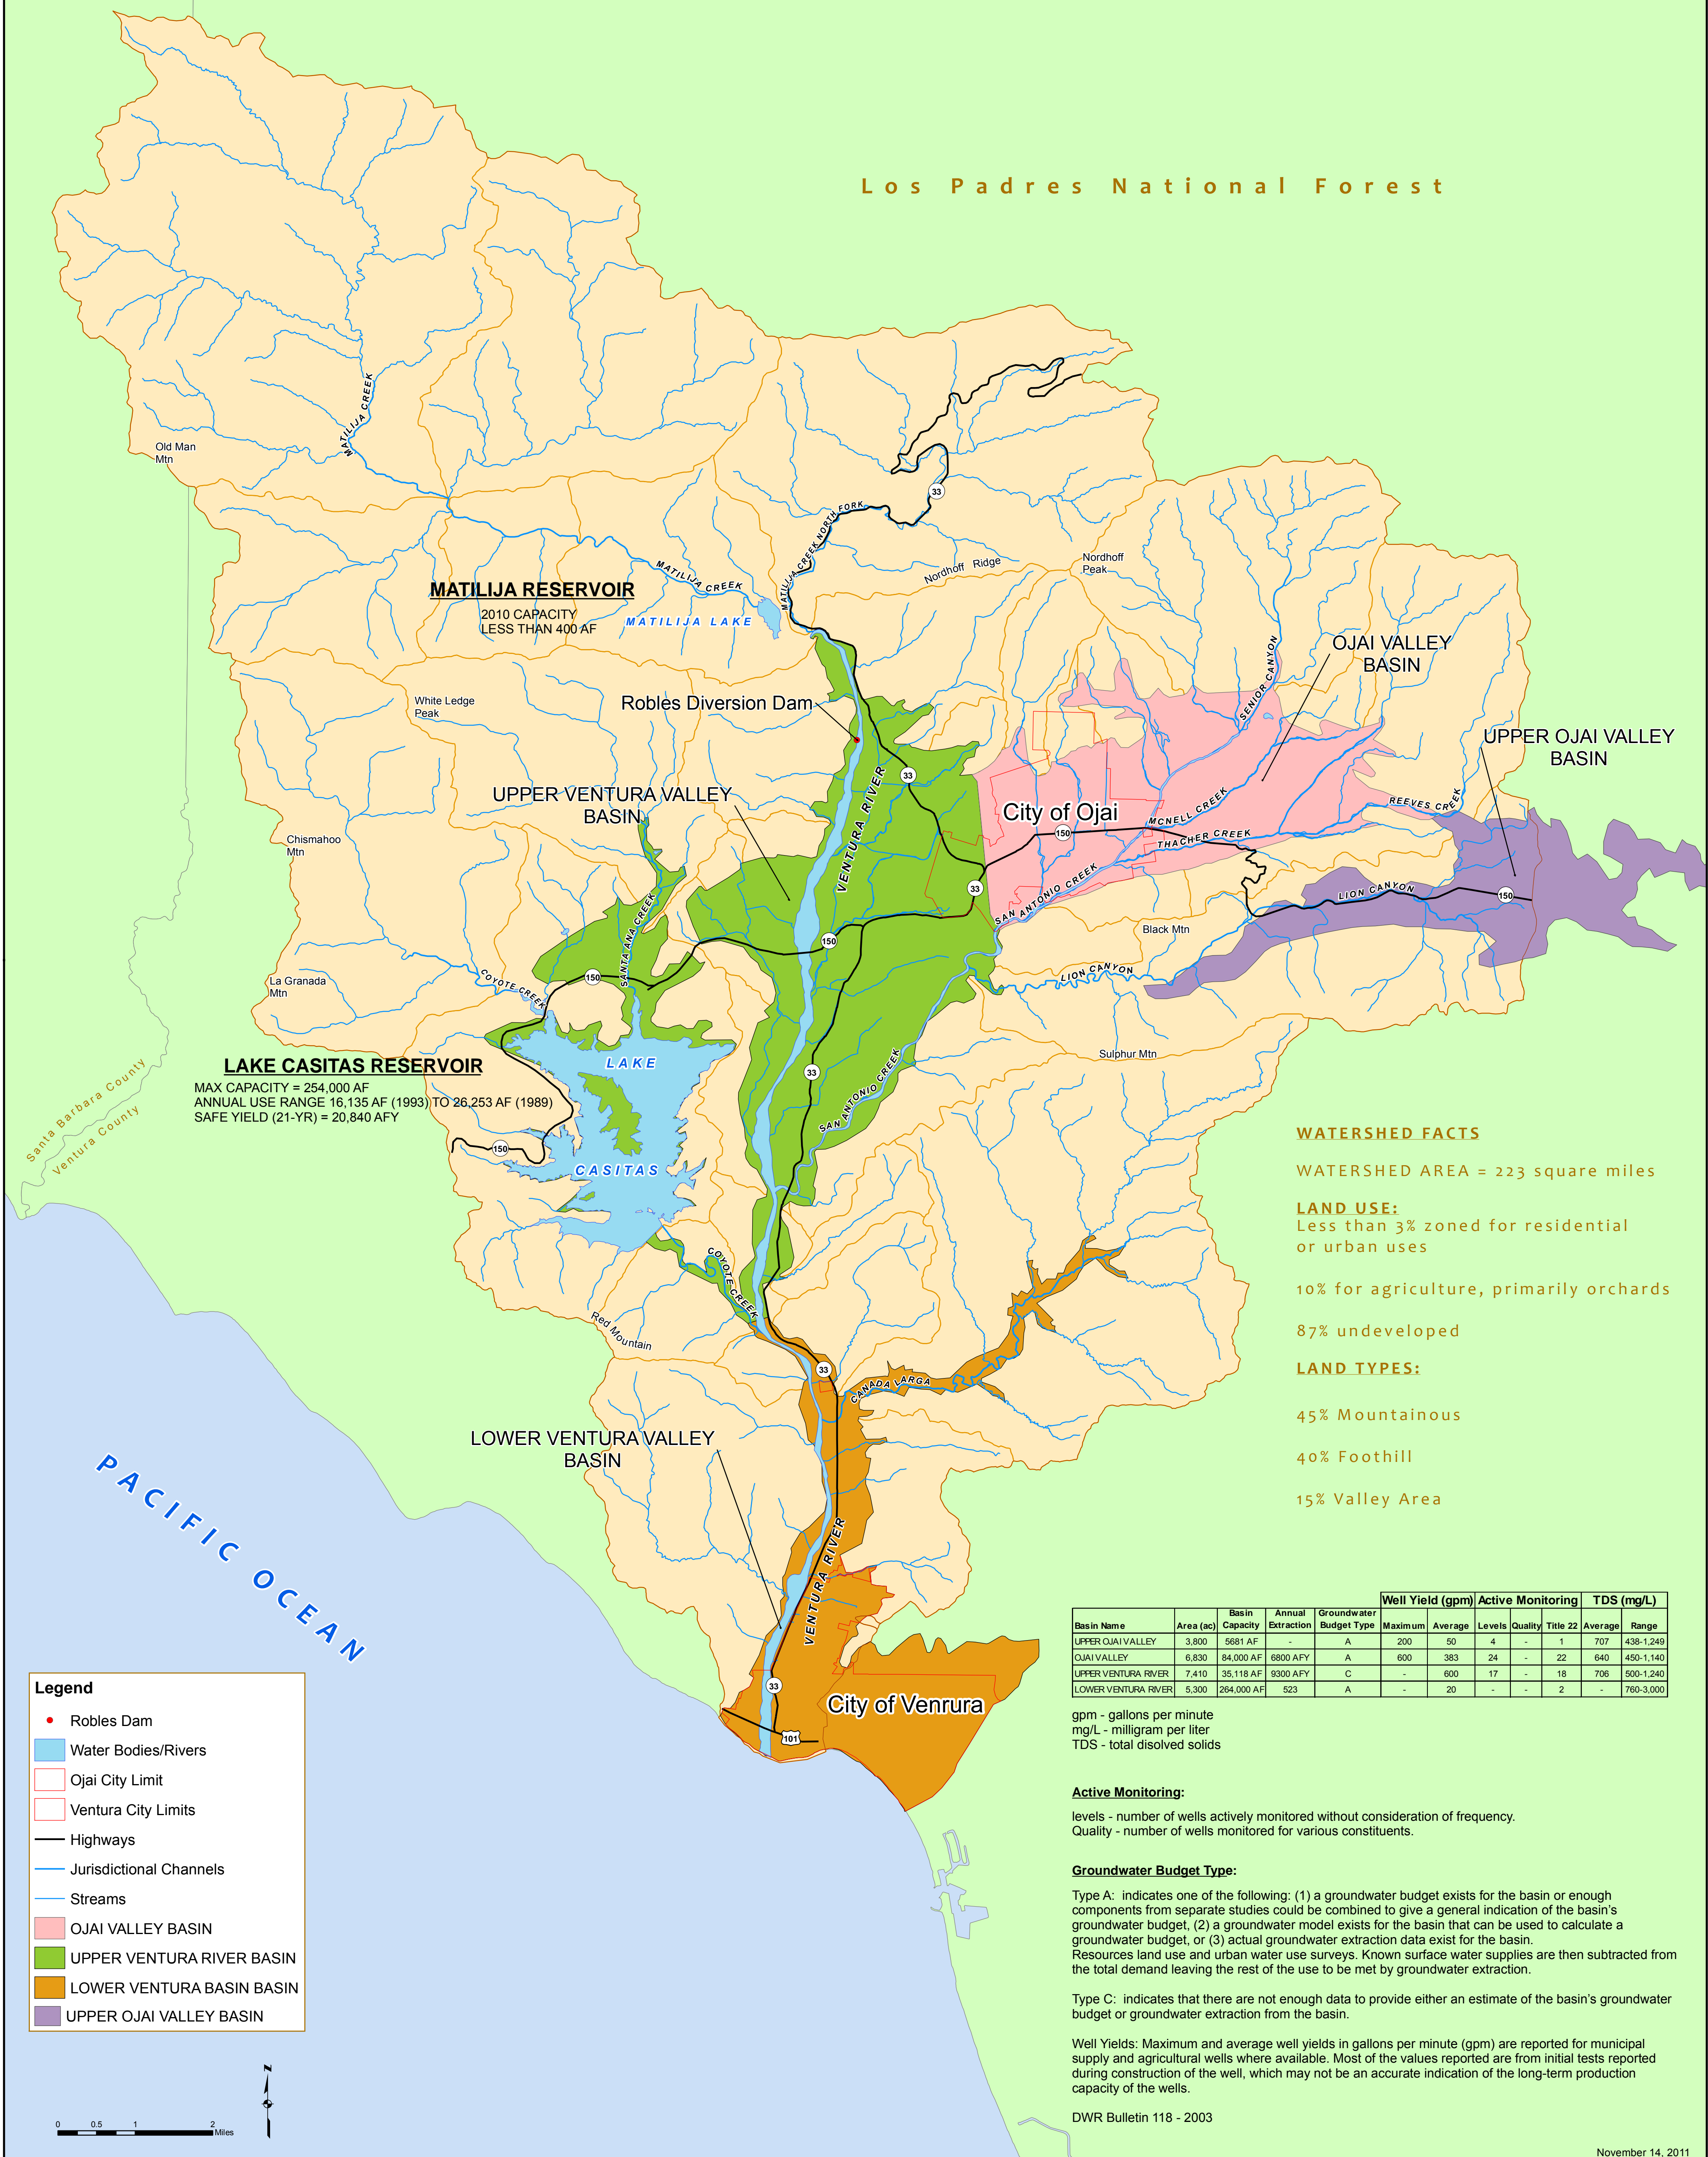 Los Padres National Forest
MATILIJA CREEK
Old Man
Mtn
33
MATILIJA CREEK NORTH FORK
Nordhoff Ridge
Nordhoff
Peak
MATILIJA CREEK
MATILIJA RESERVOIR
2010 CAPACITY
LESS THAN 400 AF
MATILIJA LAKE
OJAI VALLEY
BASIN
SENIOR CANYON
White Ledge
Peak
Robles Diversion Dam
UPPER OJAI VALLEY
BASIN
33
UPPER VENTURA VALLEY
BASIN
VENTURA RIVER
City of Ojai
150
MCNELL CREEK
REEVES CREEK
THACHER CREEK
Chismahoo
Mtn
33
SAN ANTONIO CREEK
LION CANYON
150
SANTA ANA CREEK
150
Black Mtn
150
LION CANYON
COYOTE CREEK
La Granada
Mtn
Sulphur Mtn
LAKE CASITAS RESERVOIR
MAX CAPACITY = 254,000 AF
ANNUAL USE RANGE 16,135 AF (1993) TO 26,253 AF (1989)
SAFE YIELD (21-YR) = 20,840 AFY
LAKE
33
SAN ANTONIO CREEK
Santa Barbara County
Ventura County
150
CASITAS
WATERSHED FACTS
WATERSHED AREA = 223 square miles
LAND USE:
Less than 3% zoned for residential
or urban uses
10% for agriculture, primarily orchards
87% undeveloped
LAND TYPES:
45% Mountainous
40% Foothill
15% Valley Area
COYOTE CREEK
Red Mountain
33
CANADA LARGA
LOWER VENTURA VALLEY
BASIN
PACIFIC OCEAN
VENTURA RIVER
33
City of Venrura
101
Well Yield (gpm) Active Monitoring TDS (mg/L)
Basin Name Area (ac) Basin Capacity Annual Extraction Groundwater Budget Type Maximum Average Levels Quality Title 22 Average Range
UPPER OJAI VALLEY 3,800 5681 AF - A 200 50 4 - 1 707 438-1,249
OJAI VALLEY 6,830 84,000 AF 6800 AFY A 600 383 24 - 22 640 450-1,140
UPPER VENTURA RIVER 7,410 35,118 AF 9300 AFY C - 600 17 - 18 706 500-1,240
LOWER VENTURA RIVER 5,300 264,000 AF 523 A - 20 - - 2 - 760-3,000
gpm - gallons per minute
mg/L - milligram per liter
TDS - total disolved solids
Active Monitoring:
levels - number of wells actively monitored without consideration of frequency.
Quality - number of wells monitored for various constituents.
Groundwater Budget Type:
Type A: indicates one of the following: (1) a groundwater budget exists for the basin or enough
components from separate studies could be combined to give a general indication of the basin's
groundwater budget, (2) a groundwater model exists for the basin that can be used to calculate a
groundwater budget, or (3) actual groundwater extraction data exist for the basin.
Resources land use and urban water use surveys. Known surface water supplies are then subtracted from
the total demand leaving the rest of the use to be met by groundwater extraction.
Type C: indicates that there are not enough data to provide either an estimate of the basin's groundwater
budget or groundwater extraction from the basin.
Well Yields: Maximum and average well yields in gallons per minute (gpm) are reported for municipal
supply and agricultural wells where available. Most of the values reported are from initial tests reported
during construction of the well, which may not be an accurate indication of the long-term production
capacity of the wells.
DWR Bulletin 118 - 2003
November 14, 2011
Legend
Robles Dam
Water Bodies/Rivers
Ojai City Limit
Ventura City Limits
Highways
Jurisdictional Channels
Streams
OJAI VALLEY BASIN
UPPER VENTURA RIVER BASIN
LOWER VENTURA BASIN BASIN
UPPER OJAI VALLEY BASIN
N
0 0.5 1 2
Miles